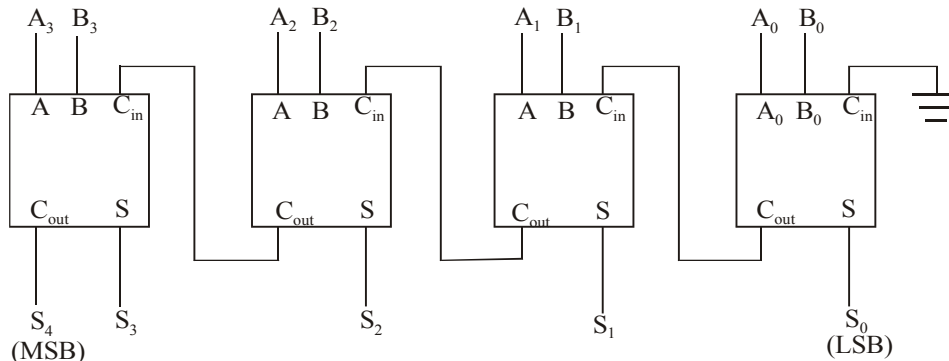 A₃ B₃ A₂ B₂ A₁ B₁ A₀ B₀
A B Cᵢₙ A B Cᵢₙ A B Cᵢₙ A₀ B₀ Cᵢₙ
Cₒᵤₜ S Cₒᵤₜ S Cₒᵤₜ S Cₒᵤₜ S
S₄ S₃ S₂ S₁ S₀
(MSB) (LSB)